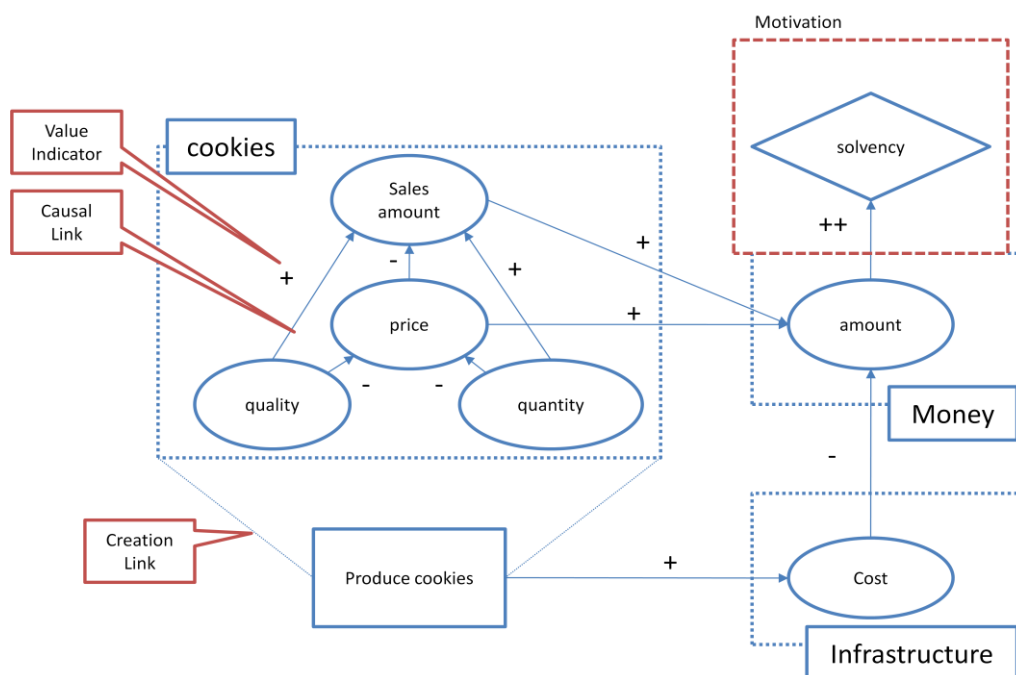 Motivation
Value
Indicator
cookies
solvency
Sales
amount
Causal
Link
++
+
-
+
+
price
+
amount
-
-
quality
quantity
Money
-
Creation
Link
Produce cookies
+
Cost
Infrastructure